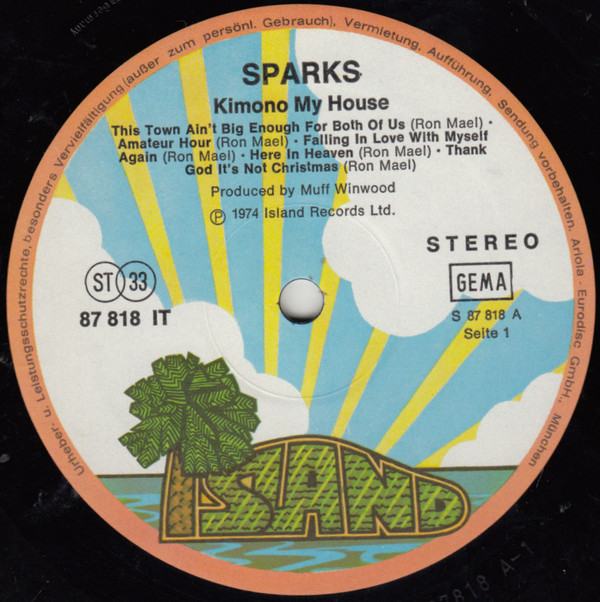 SPARKS
Kimono My House
This Town Ain't Big Enough For Both Of Us (Ron Mael) •
Amateur Hour (Ron Mael) • Falling In Love With Myself
Again (Ron Mael) • Here In Heaven (Ron Mael) • Thank
God It's Not Christmas (Ron Mael)
Produced by Muff Winwood
Ⓟ 1974 Island Records Ltd.
STEREO
ST 33
GEMA
87 818 IT
S 87 818 A
Seite 1
ISLAND
Urheber- u. Leistungsschutzrechte, besonders Vervielfältigung (außer zum persönl. Gebrauch), Vermietung, Aufführung, Sendung vorbehalten. Ariola - Eurodisc GmbH., München
818 A-1